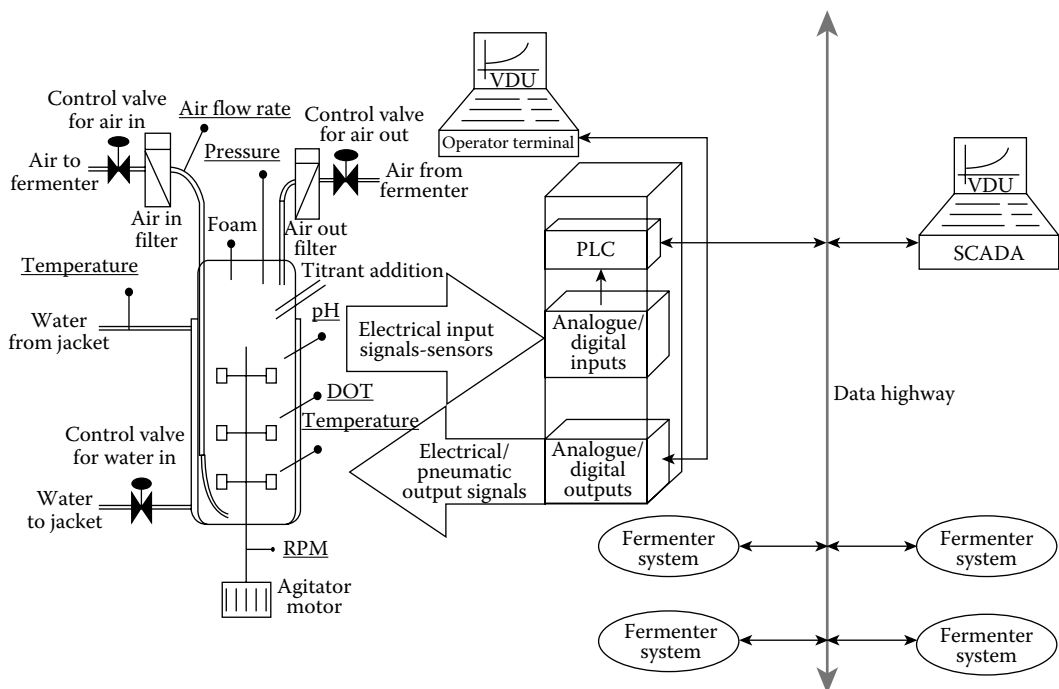 VDU
Operator terminal
Control valve
for air in
Air flow rate
Control valve
for air out
Pressure
Air to
fermenter
Air from
fermenter
Air in
filter
Foam
Air out
filter
Titrant addition
Temperature
Water
from jacket
pH
DOT
Temperature
Control valve
for water in
Water
to jacket
RPM
Agitator
motor
Electrical input
signals-sensors
Electrical/
pneumatic
output signals
PLC
Analogue/
digital
inputs
Analogue/
digital
outputs
VDU
SCADA
Data highway
Fermenter
system
Fermenter
system
Fermenter
system
Fermenter
system